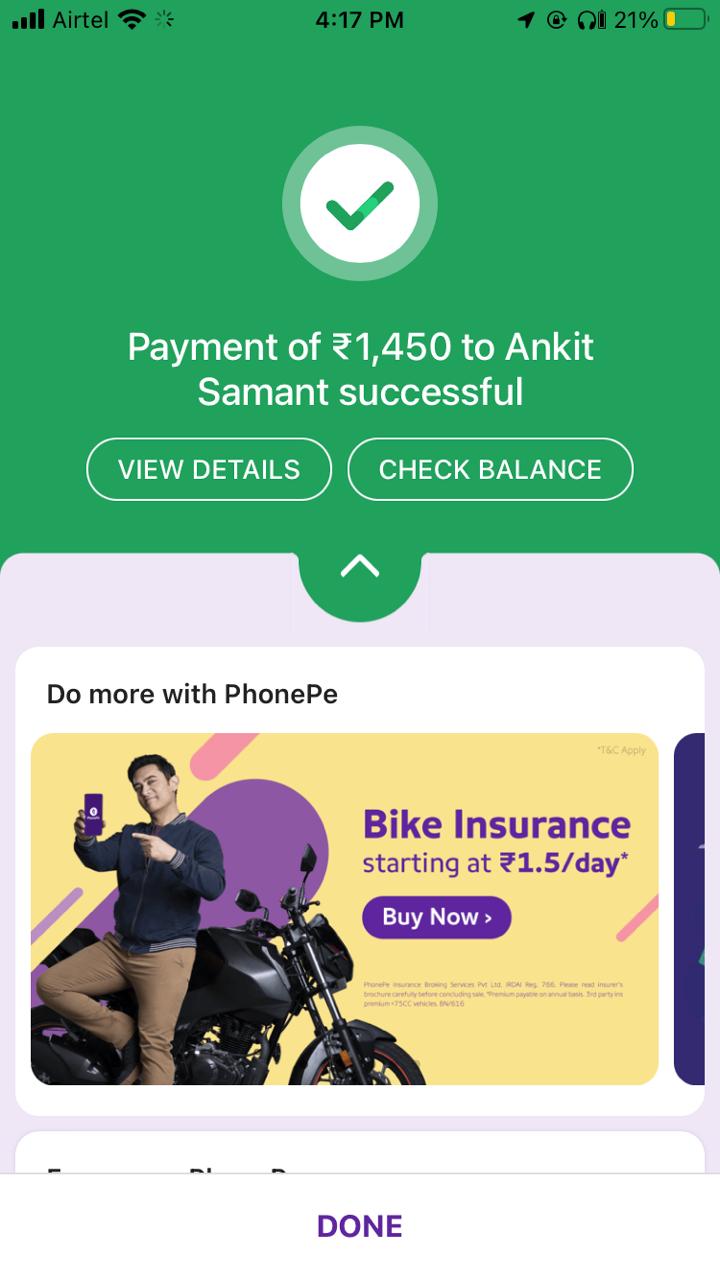 Airtel 4:17 PM 21%
Payment of ₹1,450 to Ankit
Samant successful
VIEW DETAILS CHECK BALANCE
Do more with PhonePe
*T&C Apply
Bike Insurance
starting at ₹1.5/day*
Buy Now ›
PhonePe Insurance Broking Services Pvt Ltd. IRDAI Reg. 766. Please read insurer's
brochure carefully before concluding sale. *Premium payable on annual basis. 3rd party ins
premium <75CC vehicles. BN/616
DONE